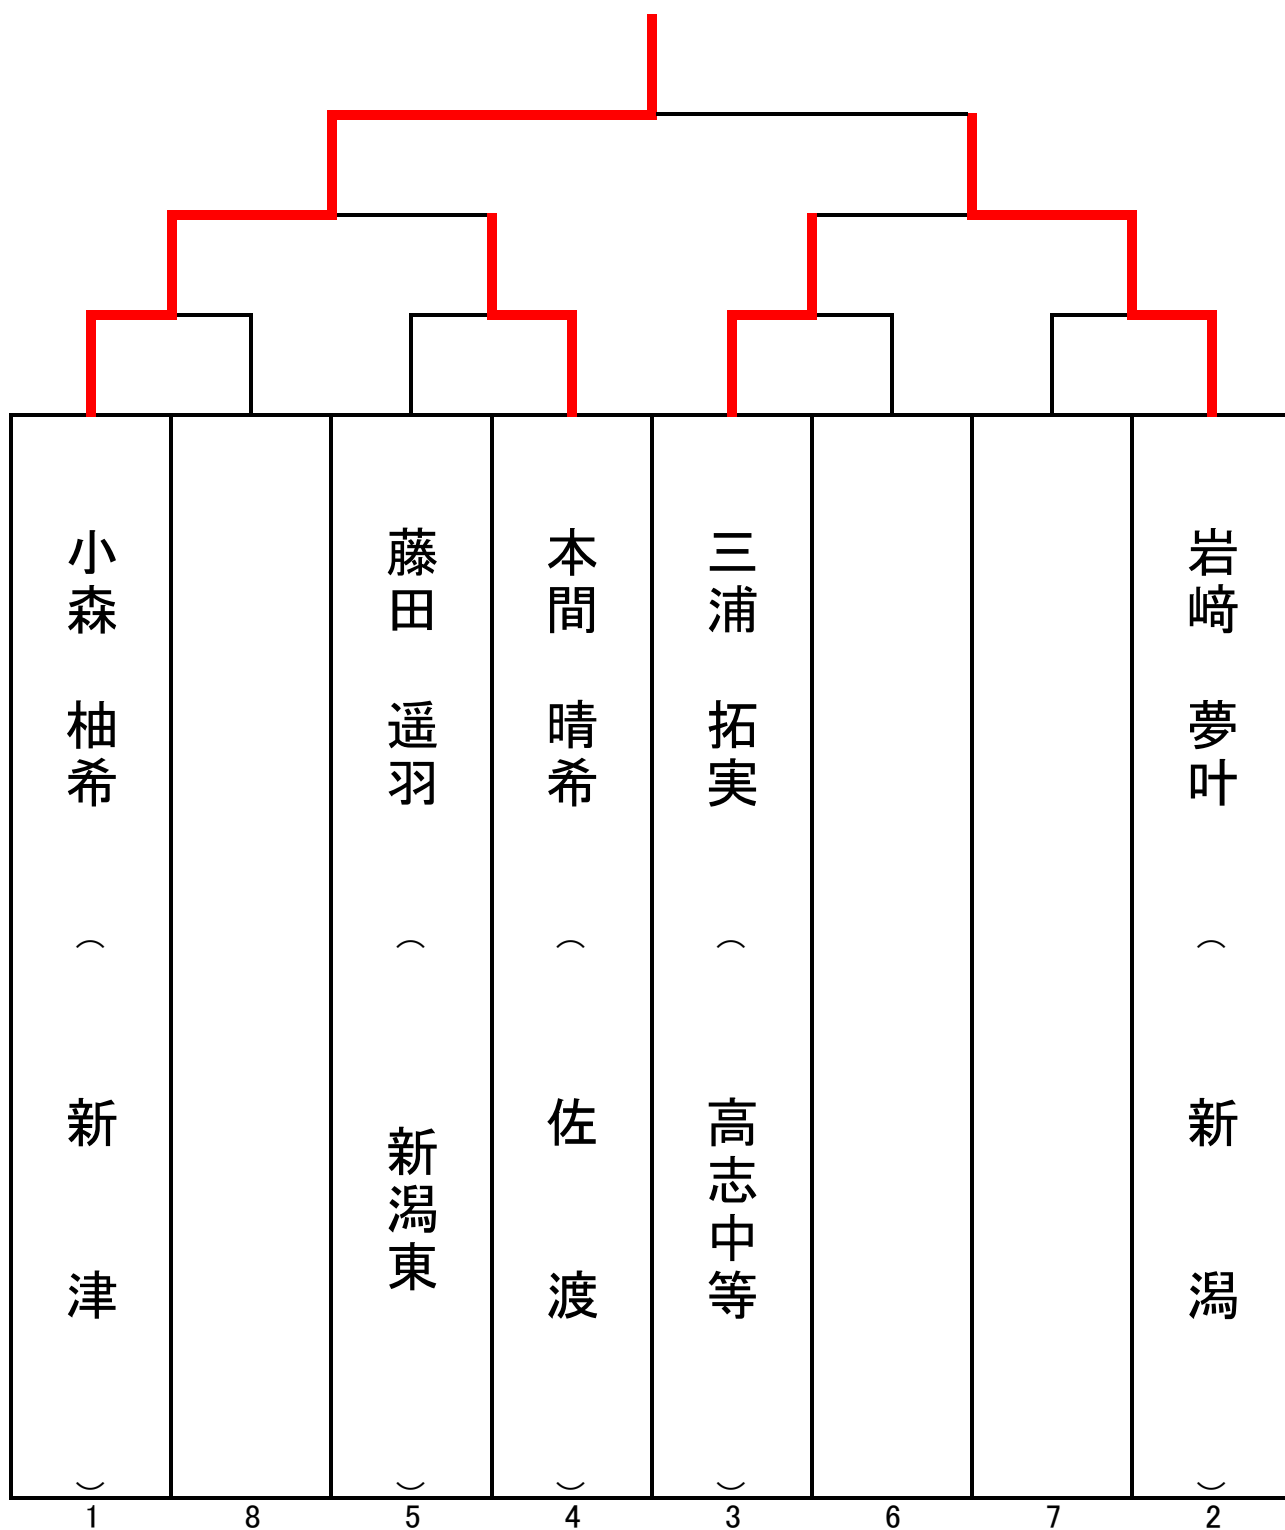 小森 柚希 （新津）
藤田 遥羽 （新潟東）
本間 晴希 （佐渡）
三浦 拓実 （高志中等）
岩﨑 夢叶 （新潟）
1 8 5 4 3 6 7 2